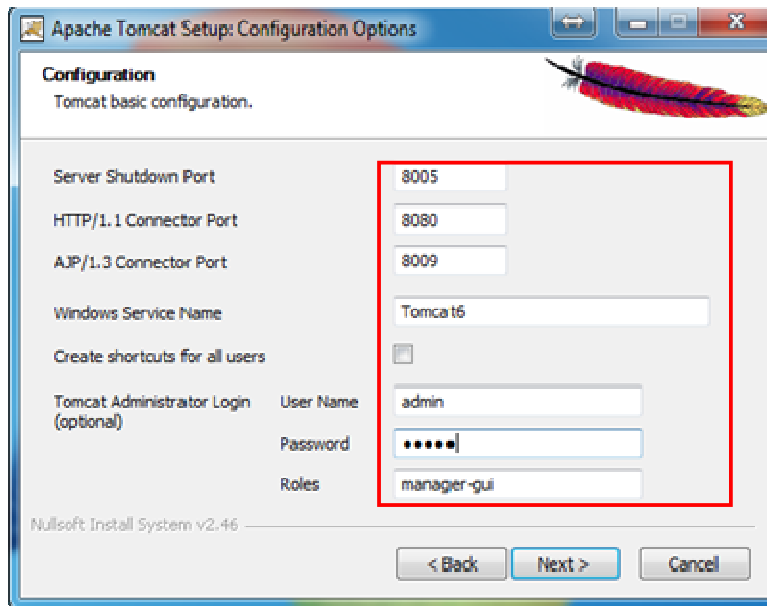 Apache Tomcat Setup: Configuration Options
Configuration
Tomcat basic configuration.
Server Shutdown Port 8005
HTTP/1.1 Connector Port 8080
AJP/1.3 Connector Port 8009
Windows Service Name Tomcat6
Create shortcuts for all users
Tomcat Administrator Login User Name admin
(optional)
Password •••••
Roles manager-gui
Nullsoft Install System v2.46
< Back Next > Cancel